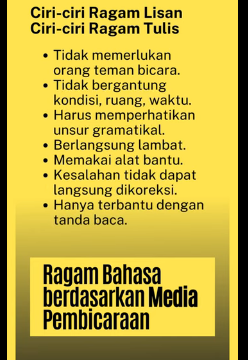 Ciri-ciri Ragam Lisan
Ciri-ciri Ragam Tulis
• Tidak memerlukan
orang teman bicara.
• Tidak bergantung
kondisi, ruang, waktu.
• Harus memperhatikan
unsur gramatikal.
• Berlangsung lambat.
• Memakai alat bantu.
• Kesalahan tidak dapat
langsung dikoreksi.
• Hanya terbantu dengan
tanda baca.
Ragam Bahasa
berdasarkan Media
Pembicaraan